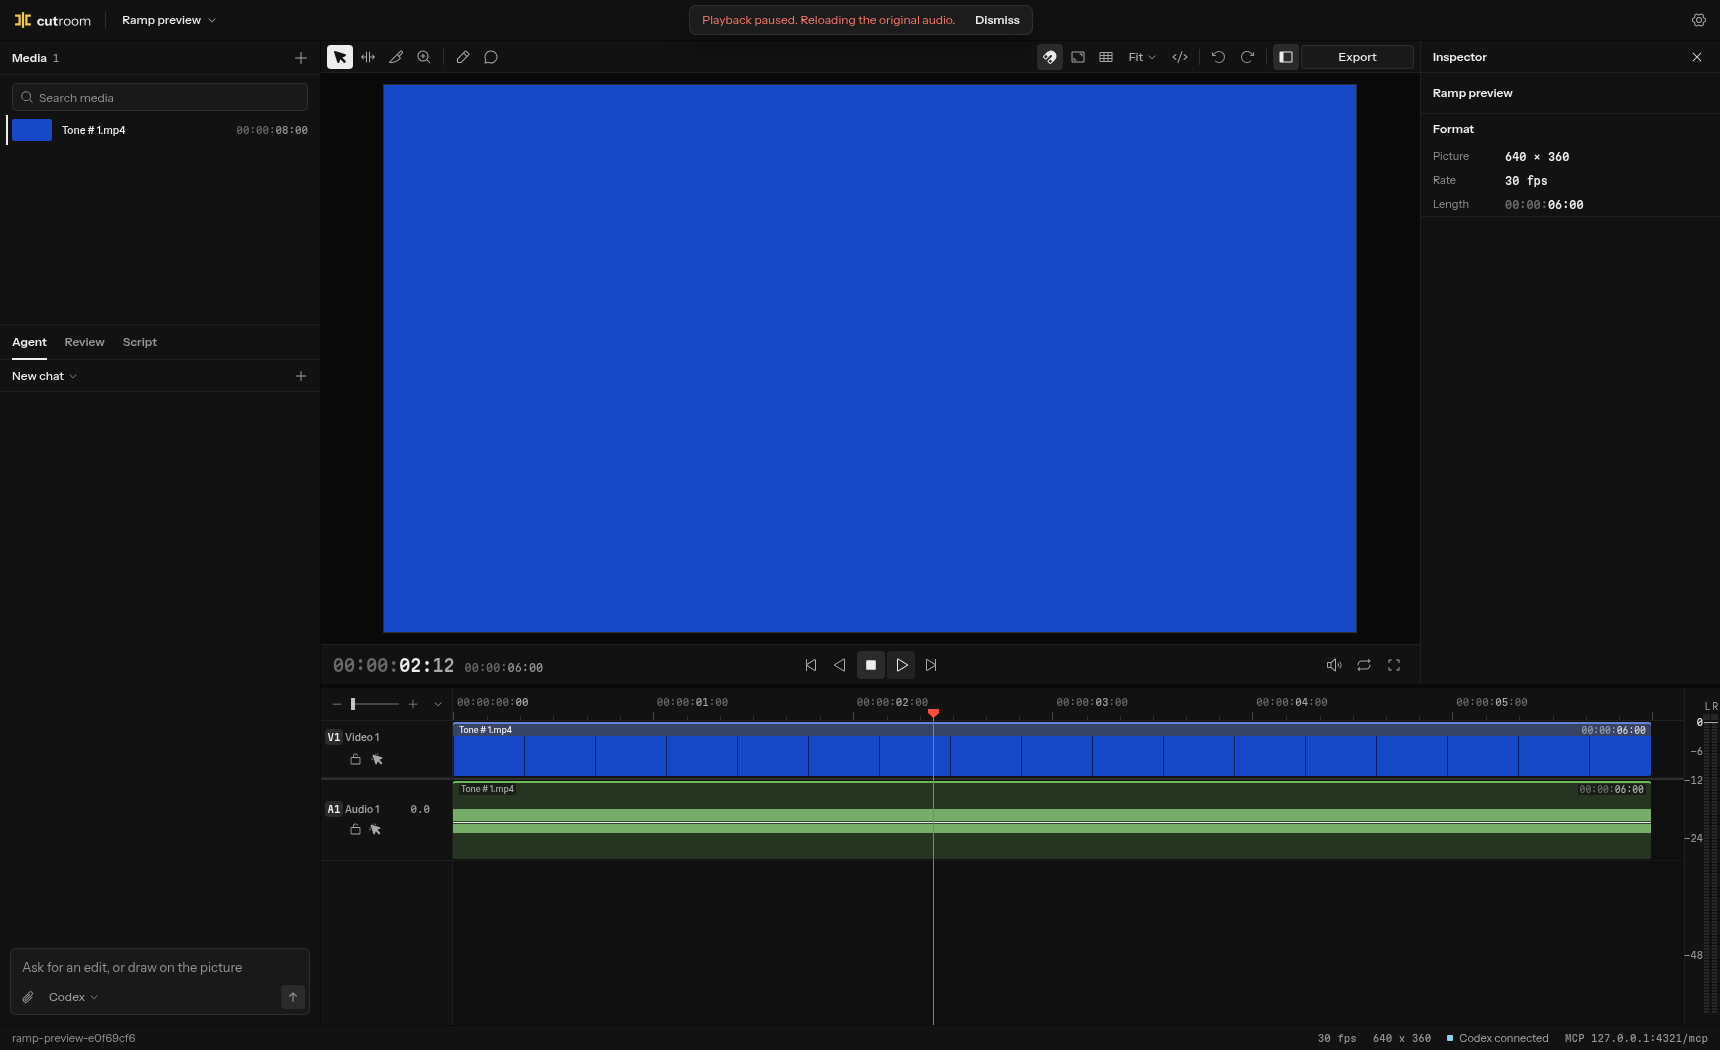 cutroom
Ramp preview
Playback paused. Reloading the original audio.
Dismiss
Media 1
Fit
Export
Inspector
Search media
Tone # 1.mp4
00:00:08:00
Ramp preview
Format
Picture 640 × 360
Rate 30 fps
Length 00:00:06:00
Agent
Review
Script
New chat
00:00:02:12
00:00:06:00
00:00:00:00
00:00:01:00
00:00:02:00
00:00:03:00
00:00:04:00
00:00:05:00
L R
V1 Video 1
Tone # 1.mp4
00:00:06:00
A1 Audio 1 0.0
Tone # 1.mp4
00:00:06:00
0
-6
-12
-24
-48
Ask for an edit, or draw on the picture
Codex
ramp-preview-e0f69cf6
30 fps
640 x 360
Codex connected
MCP 127.0.0.1:4321/mcp